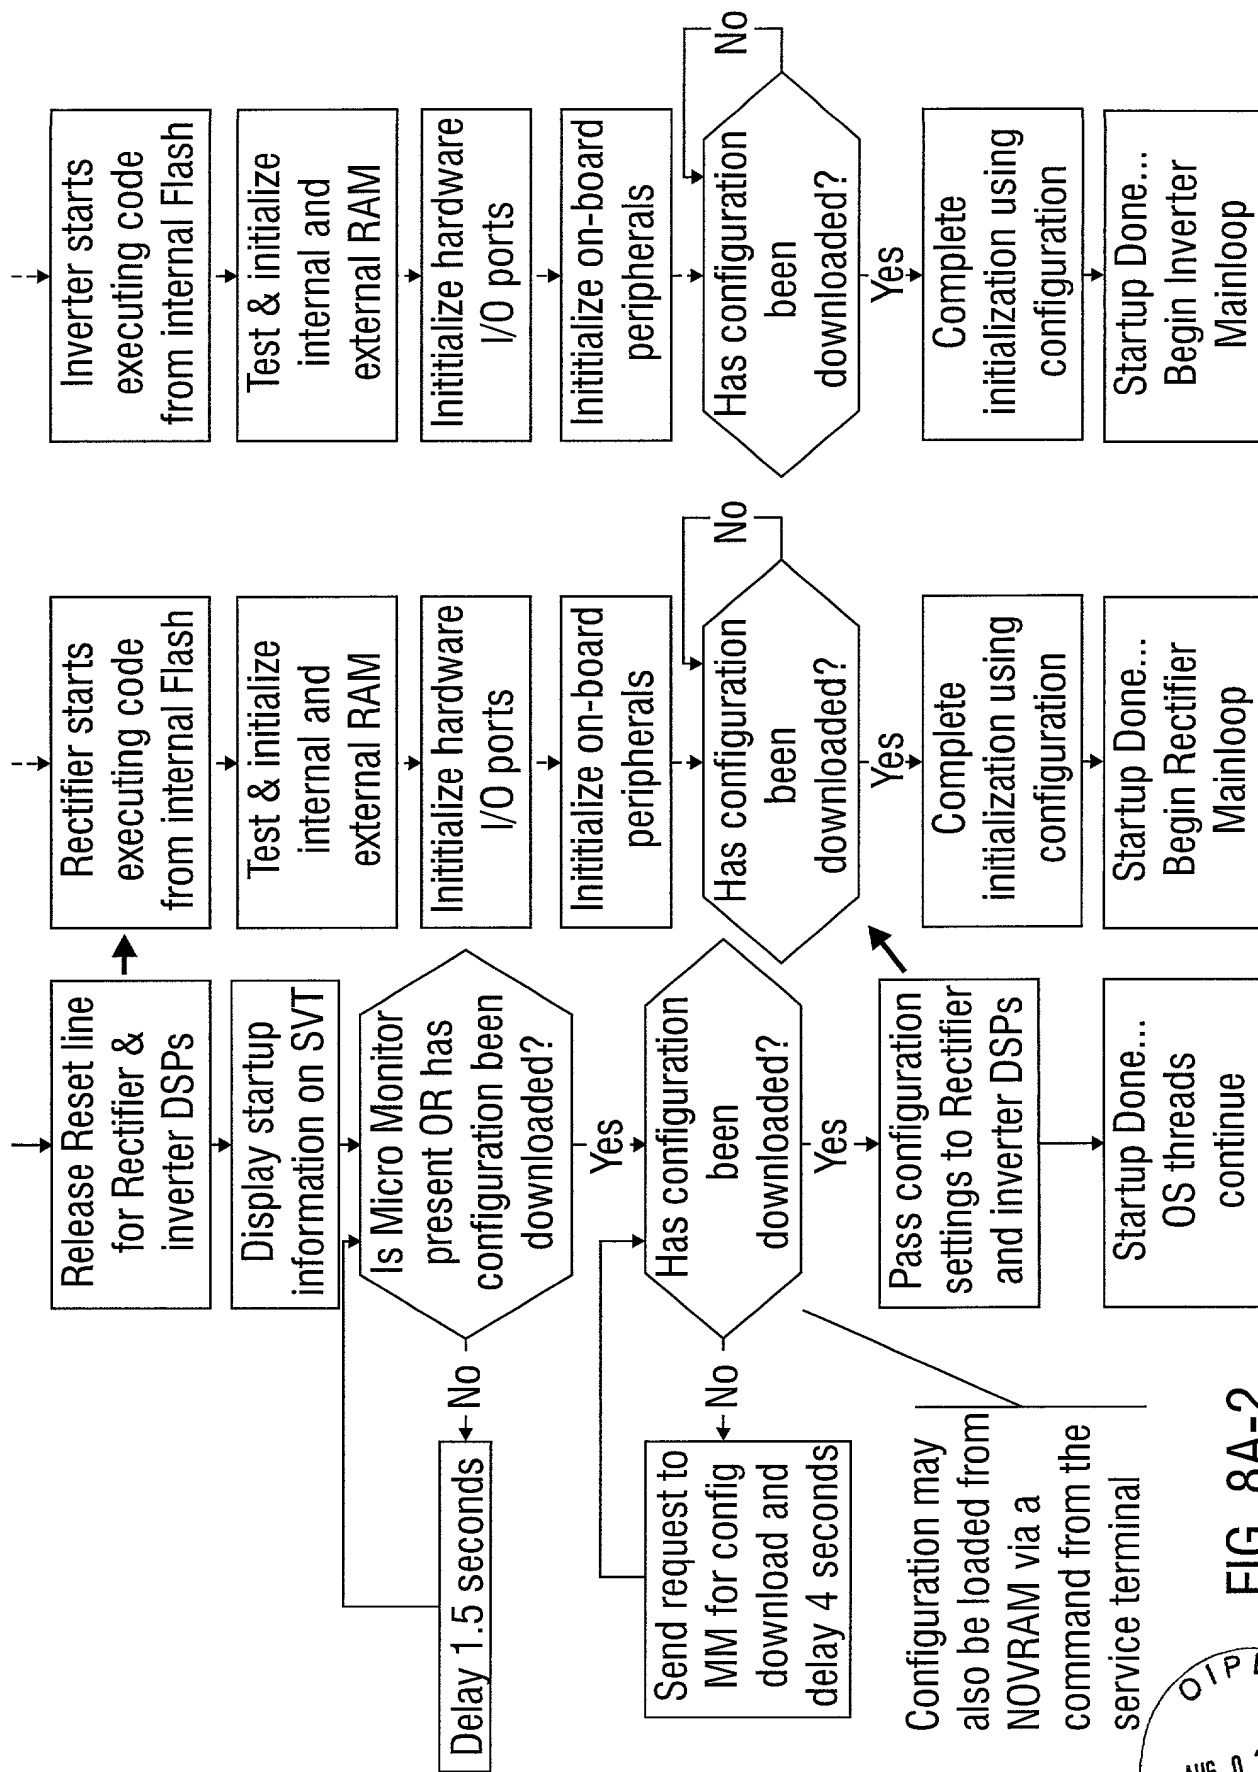 Release Reset line
for Rectifier &
inverter DSPs
Display startup
information on SVT
Is Micro Monitor
present OR has
configuration been
downloaded?
No
Delay 1.5 seconds
Yes
Has configuration
been
downloaded?
No
Send request to
MM for config
download and
delay 4 seconds
Yes
Pass configuration
settings to Rectifier
and inverter DSPs
Startup Done...
OS threads
continue
Configuration may
also be loaded from
NOVRAM via a
command from the
service terminal
Rectifier starts
executing code
from internal Flash
Test & initialize
internal and
external RAM
Inititialize hardware
I/O ports
Inititialize on-board
peripherals
Has configuration
been
downloaded?
No
Yes
Complete
initialization using
configuration
Startup Done...
Begin Rectifier
Mainloop
Inverter starts
executing code
from internal Flash
Test & initialize
internal and
external RAM
Inititialize hardware
I/O ports
Inititialize on-board
peripherals
Has configuration
been
downloaded?
No
Yes
Complete
initialization using
configuration
Startup Done...
Begin Inverter
Mainloop
FIG. 8A-2
OIPE
AUG 0